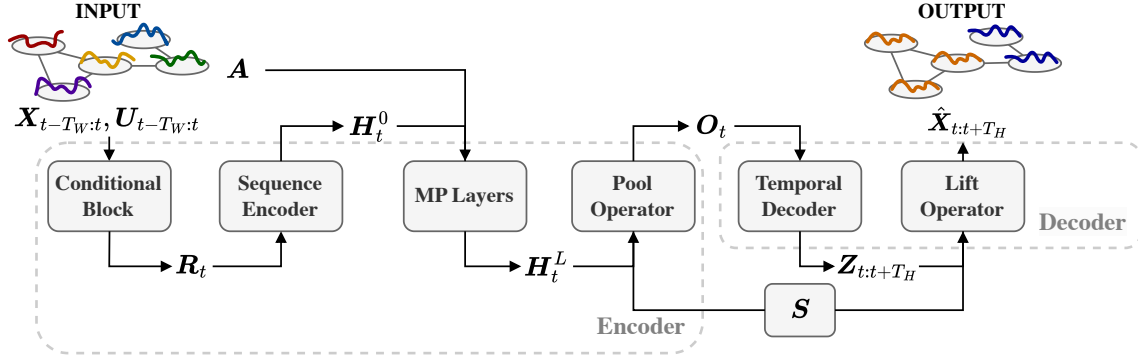 INPUT
OUTPUT
A
X_{t-T_W:t}, U_{t-T_W:t}
H_t^0
O_t
X̂_{t:t+T_H}
Conditional
Block
Sequence
Encoder
MP Layers
Pool
Operator
Temporal
Decoder
Lift
Operator
Decoder
R_t
H_t^L
Z_{t:t+T_H}
S
Encoder